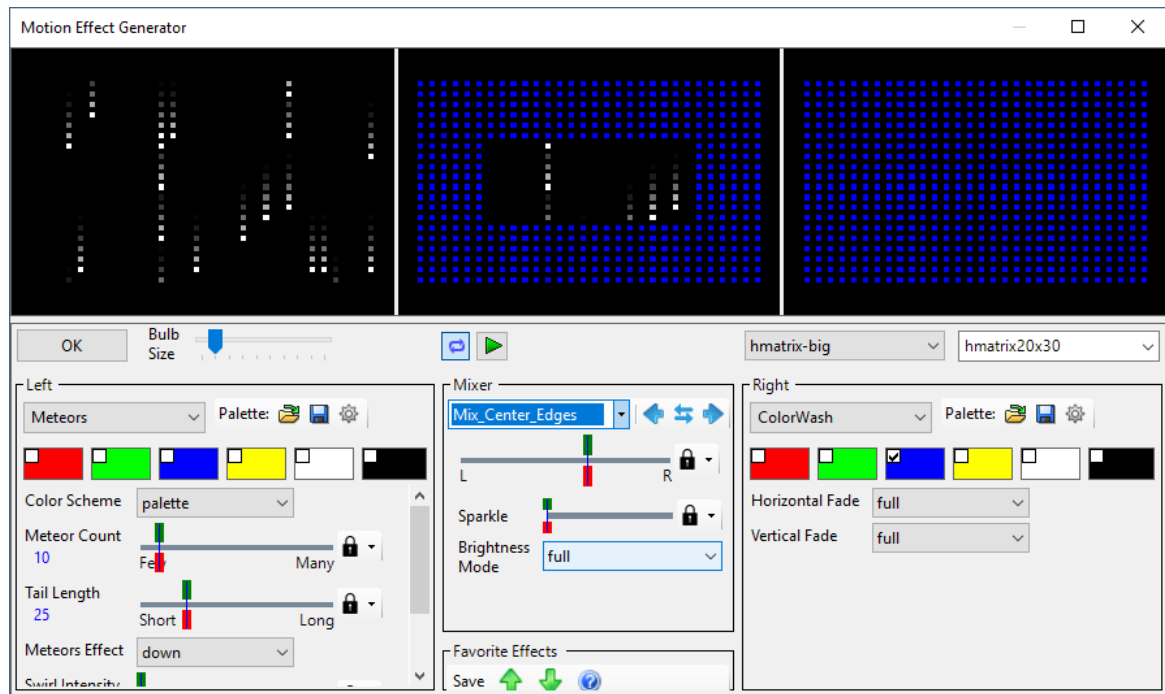 Motion Effect Generator
OK
Bulb Size
hmatrix-big
hmatrix20x30
Left
Meteors
Palette:
Color Scheme
palette
Meteor Count
10
Few
Many
Tail Length
25
Short
Long
Meteors Effect
down
Swirl Intensity
Mixer
Mix_Center_Edges
L
R
Sparkle
Brightness Mode
full
Favorite Effects
Save
Right
ColorWash
Palette:
Horizontal Fade
full
Vertical Fade
full